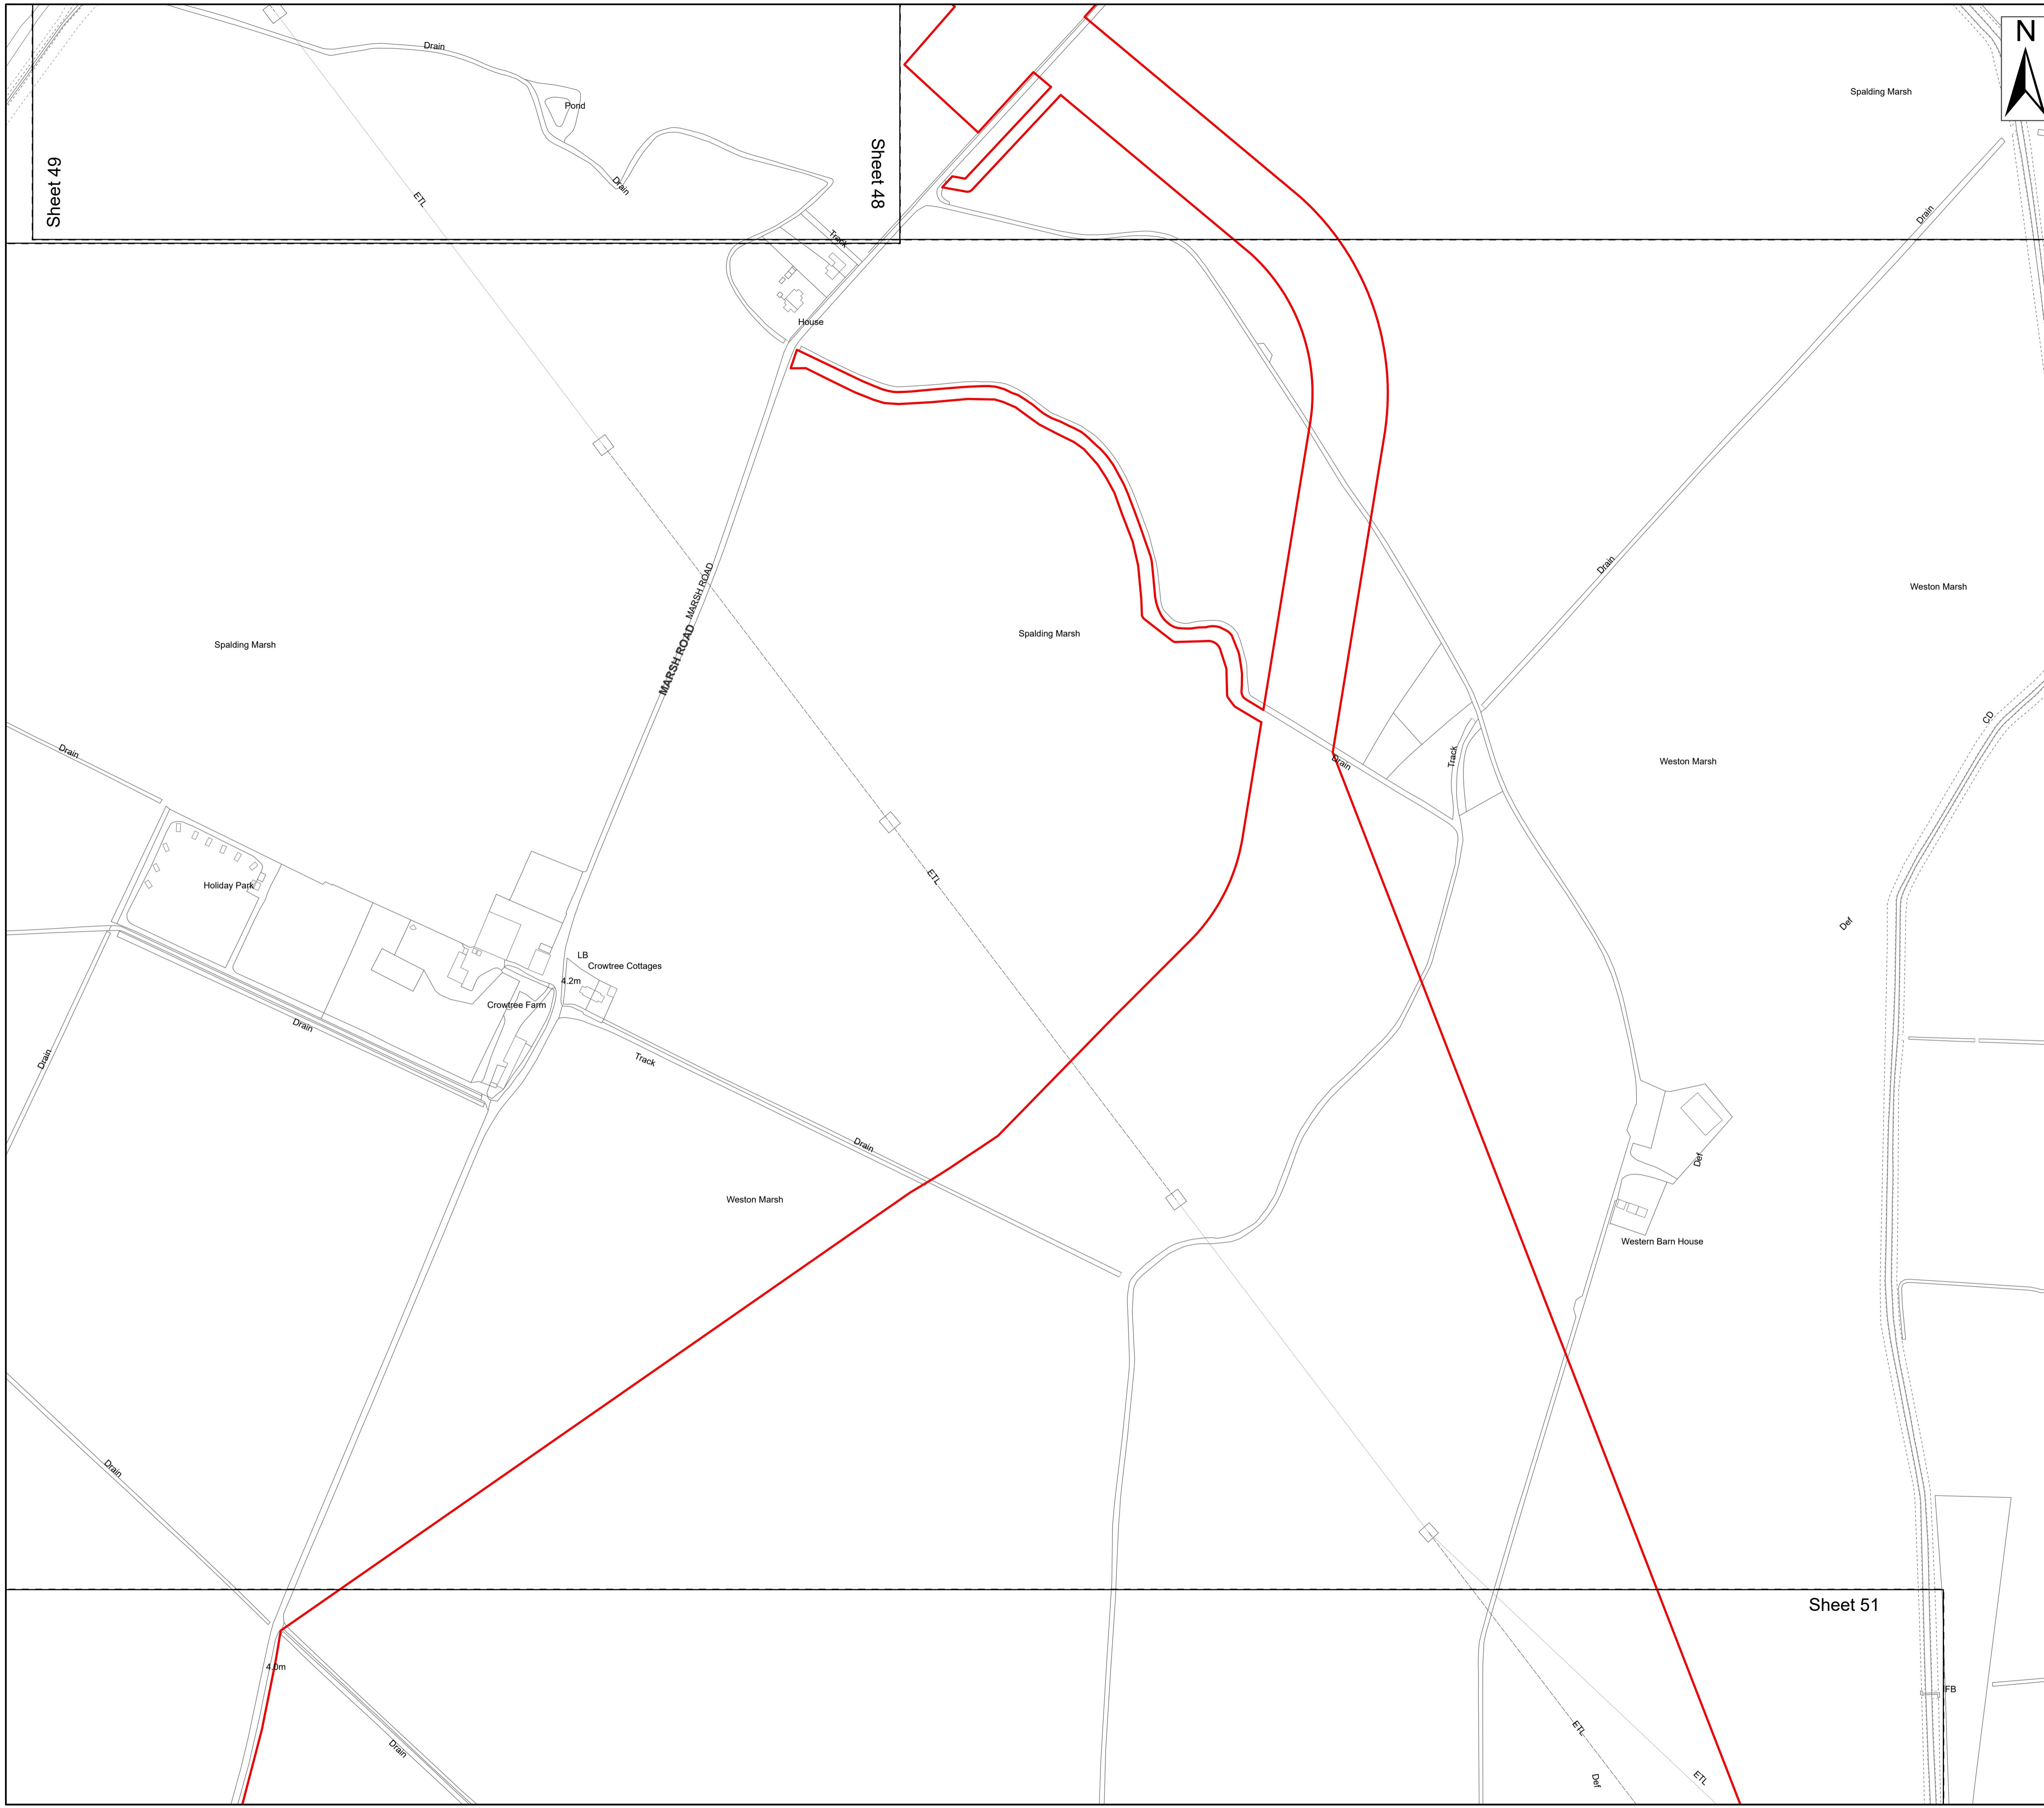 N
Drain
Pond
Spalding Marsh
Sheet 49
Sheet 48
ETL
Drain
Drain
Track
House
MARSH ROAD
MARSH ROAD
Drain
Weston Marsh
Spalding Marsh
Spalding Marsh
CD
Drain
Track
Drain
Weston Marsh
Holiday Park
ETL
Def
LB
Crowtree Cottages
4.2m
Crowtree Farm
Drain
Drain
Track
Drain
Def
Weston Marsh
Western Barn House
Drain
Sheet 51
4.0m
FB
Drain
ETL
ETL
Def